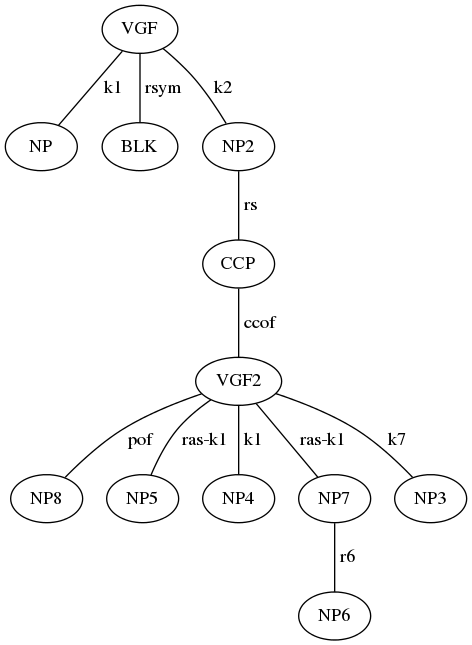 VGF
k1 rsym k2
NP BLK NP2
rs
CCP
ccof
VGF2
pof ras-k1 k1 ras-k1 k7
NP8 NP5 NP4 NP7 NP3
r6
NP6